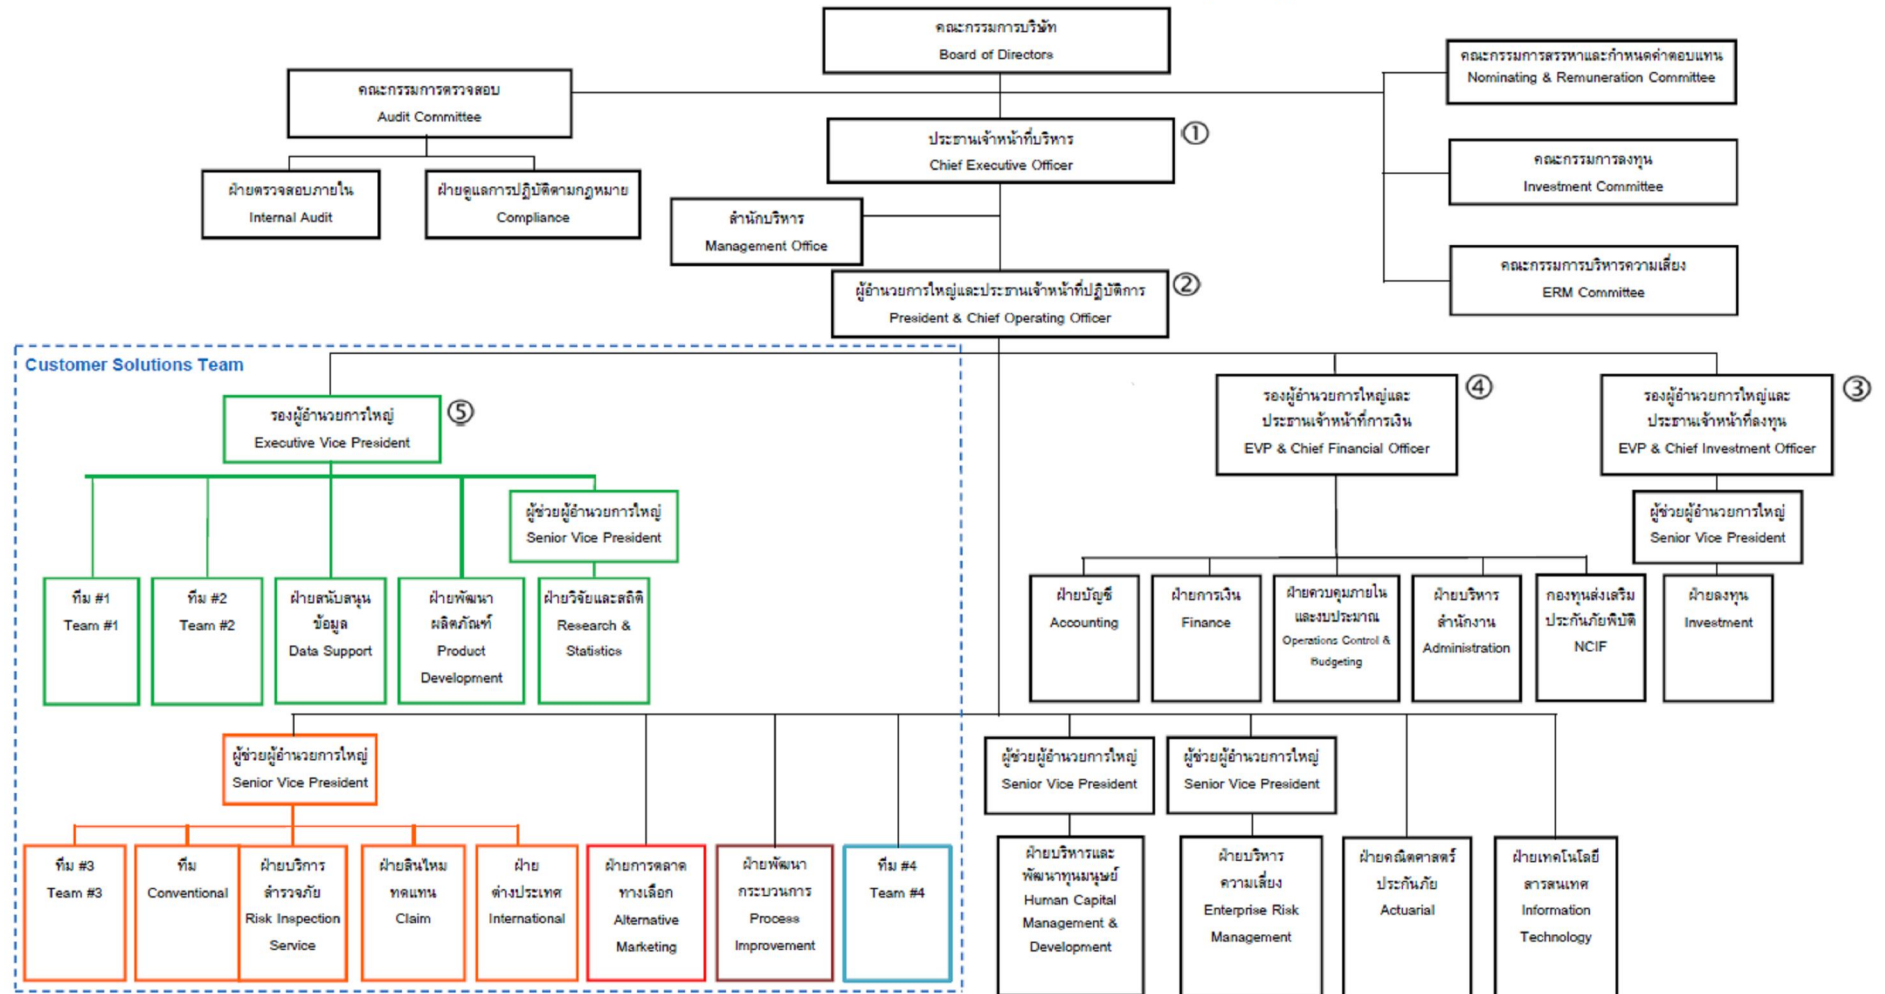 คณะกรรมการบริษัท
Board of Directors
คณะกรรมการสรรหาและกำหนดค่าตอบแทน
Nominating & Remuneration Committee
คณะกรรมการตรวจสอบ
Audit Committee
ประธานเจ้าหน้าที่บริหาร
Chief Executive Officer
①
คณะกรรมการลงทุน
Investment Committee
ฝ่ายตรวจสอบภายใน
Internal Audit
ฝ่ายดูแลการปฏิบัติตามกฎหมาย
Compliance
สำนักบริหาร
Management Office
คณะกรรมการบริหารความเสี่ยง
ERM Committee
ผู้อำนวยการใหญ่และประธานเจ้าหน้าที่ปฏิบัติการ
President & Chief Operating Officer
②
Customer Solutions Team
รองผู้อำนวยการใหญ่
Executive Vice President
⑤
รองผู้อำนวยการใหญ่และ
ประธานเจ้าหน้าที่การเงิน
EVP & Chief Financial Officer
④
รองผู้อำนวยการใหญ่และ
ประธานเจ้าหน้าที่ลงทุน
EVP & Chief Investment Officer
③
ผู้ช่วยผู้อำนวยการใหญ่
Senior Vice President
ผู้ช่วยผู้อำนวยการใหญ่
Senior Vice President
ทีม #1
Team #1
ทีม #2
Team #2
ฝ่ายสนับสนุน
ข้อมูล
Data Support
ฝ่ายพัฒนา
ผลิตภัณฑ์
Product
Development
ฝ่ายวิจัยและสถิติ
Research &
Statistics
ฝ่ายบัญชี
Accounting
ฝ่ายการเงิน
Finance
ฝ่ายควบคุมภายใน
และงบประมาณ
Operations Control &
Budgeting
ฝ่ายบริหาร
สำนักงาน
Administration
กองทุนส่งเสริม
ประกันภัยพิบัติ
NCIF
ฝ่ายลงทุน
Investment
ผู้ช่วยผู้อำนวยการใหญ่
Senior Vice President
ผู้ช่วยผู้อำนวยการใหญ่
Senior Vice President
ผู้ช่วยผู้อำนวยการใหญ่
Senior Vice President
ทีม #3
Team #3
ทีม
Conventional
ฝ่ายบริการ
สำรวจภัย
Risk Inspection
Service
ฝ่ายสินไหม
ทดแทน
Claim
ฝ่าย
ต่างประเทศ
International
ฝ่ายการตลาด
ทางเลือก
Alternative
Marketing
ฝ่ายพัฒนา
กระบวนการ
Process
Improvement
ทีม #4
Team #4
ฝ่ายบริหารและ
พัฒนาทุนมนุษย์
Human Capital
Management &
Development
ฝ่ายบริหาร
ความเสี่ยง
Enterprise Risk
Management
ฝ่ายคณิตศาสตร์
ประกันภัย
Actuarial
ฝ่ายเทคโนโลยี
สารสนเทศ
Information
Technology